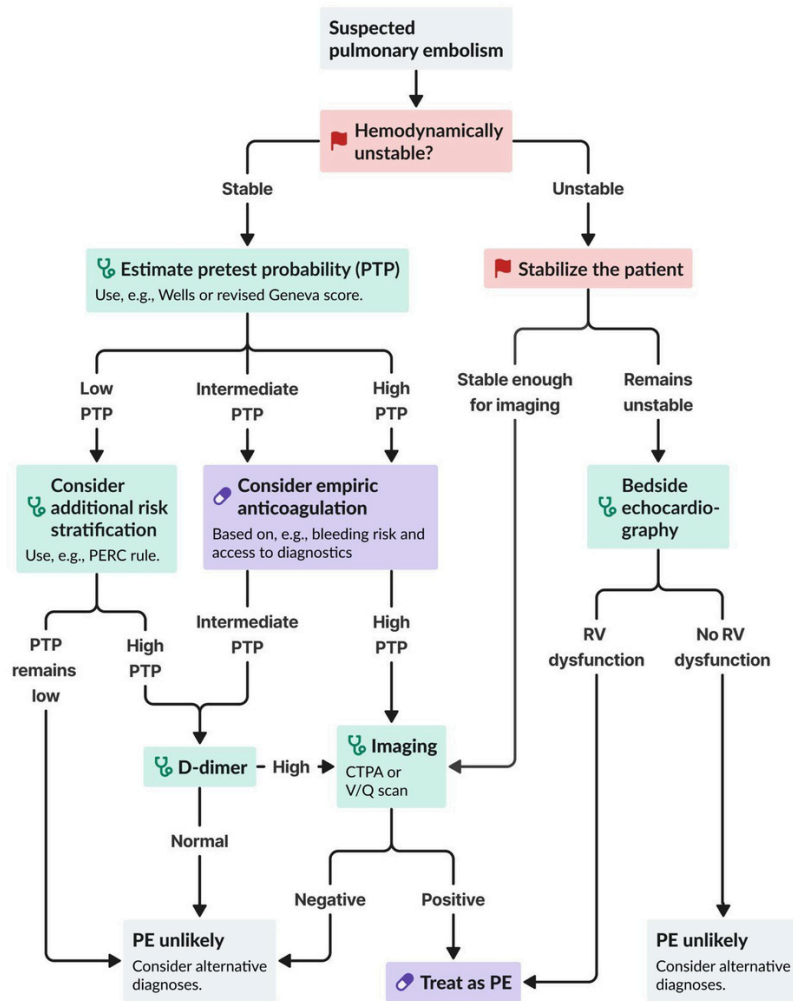 Suspected
pulmonary embolism
Hemodynamically
unstable?
Stable
Unstable
Estimate pretest probability (PTP)
Use, e.g., Wells or revised Geneva score.
Stabilize the patient
Low
PTP
Intermediate
PTP
High
PTP
Stable enough
for imaging
Remains
unstable
Consider
additional risk
stratification
Use, e.g., PERC rule.
Consider empiric
anticoagulation
Based on, e.g., bleeding risk and
access to diagnostics
Bedside
echocardio-
graphy
PTP
remains
low
High
PTP
Intermediate
PTP
High
PTP
RV
dysfunction
No RV
dysfunction
D-dimer
High
Imaging
CTPA or
V/Q scan
Normal
Negative
Positive
PE unlikely
Consider alternative
diagnoses.
Treat as PE
PE unlikely
Consider alternative
diagnoses.